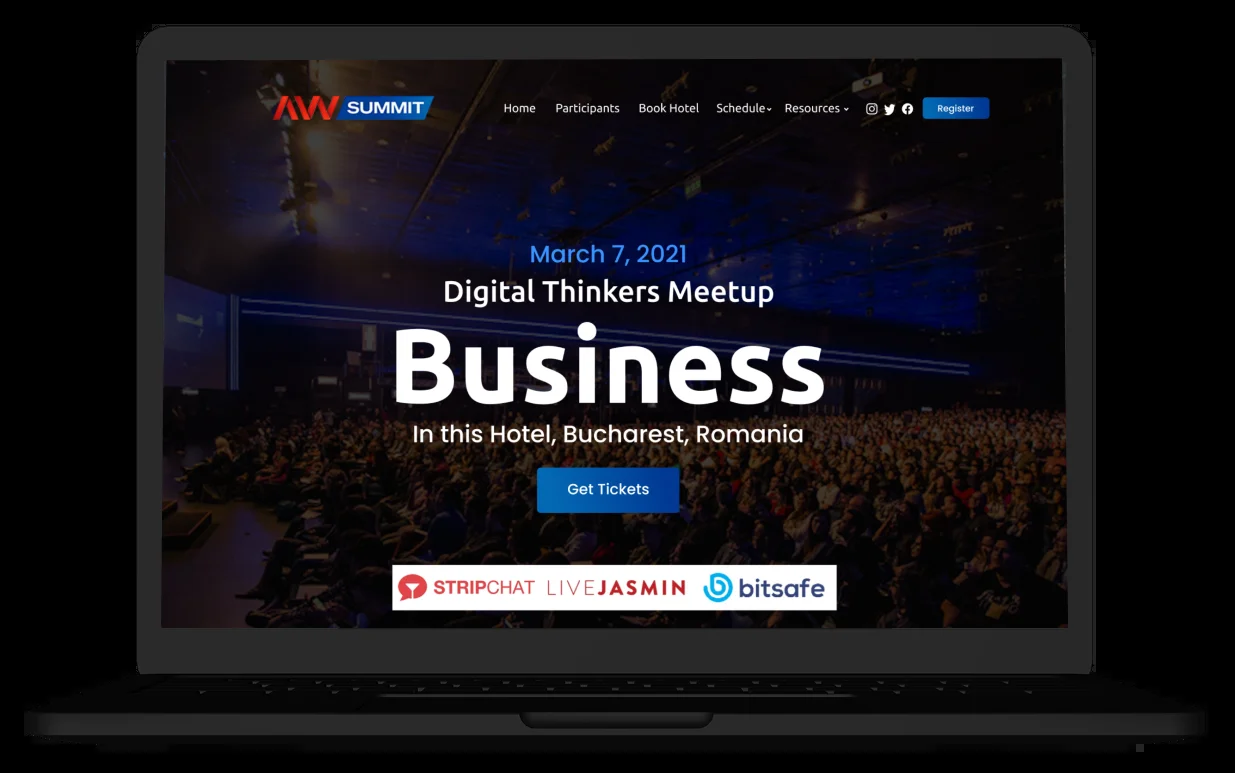 AW SUMMIT Home Participants Book Hotel Schedule Resources Register
March 7, 2021
Digital Thinkers Meetup
Business
In this Hotel, Bucharest, Romania
Get Tickets
STRIPCHAT LIVEJASMIN bitsafe